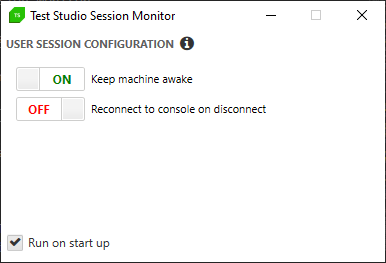 TS Test Studio Session Monitor
USER SESSION CONFIGURATION i
ON Keep machine awake
OFF Reconnect to console on disconnect
Run on start up